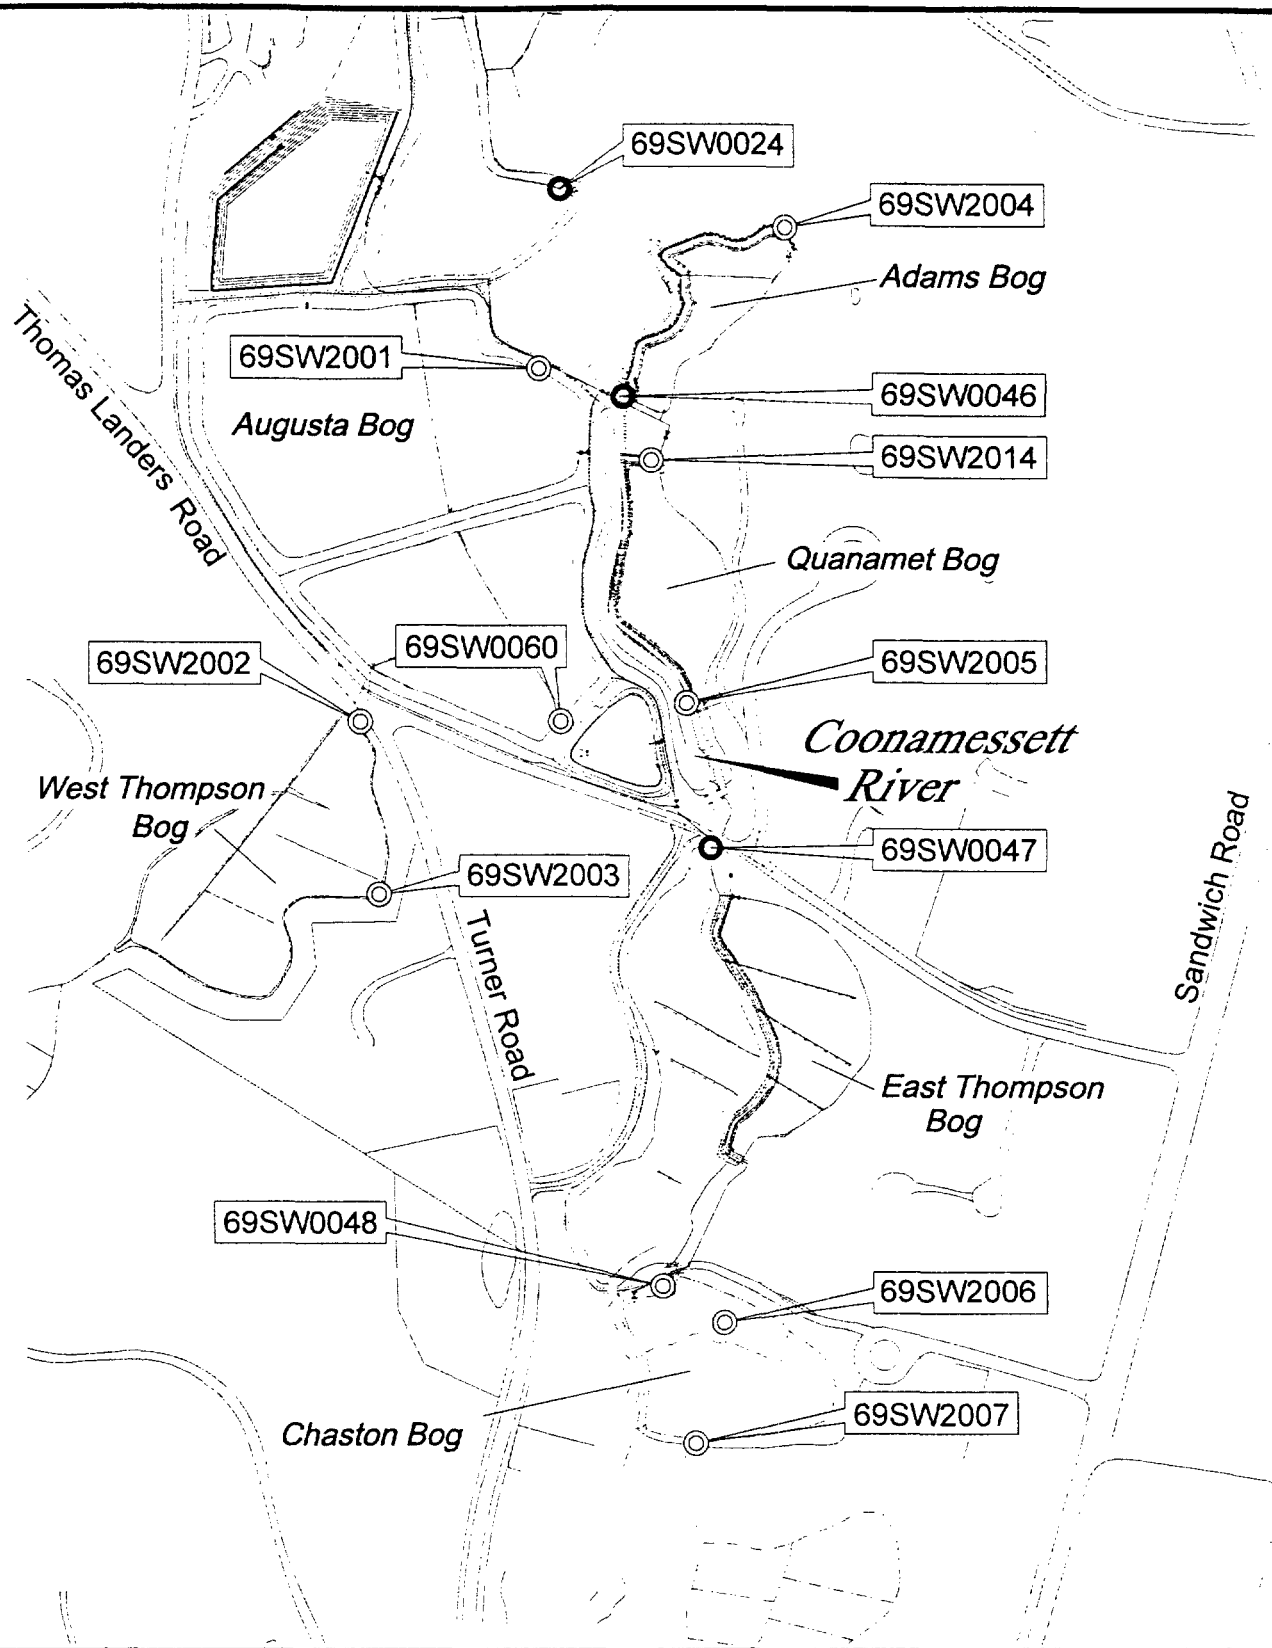 69SW0024
69SW2004
Adams Bog
Thomas Landers Road
69SW2001
69SW0046
Augusta Bog
69SW2014
Quanamet Bog
69SW0060
69SW2002
69SW2005
Coonamessett
River
West Thompson
Bog
69SW0047
Sandwich Road
69SW2003
Turner Road
East Thompson
Bog
69SW0048
69SW2006
69SW2007
Chaston Bog